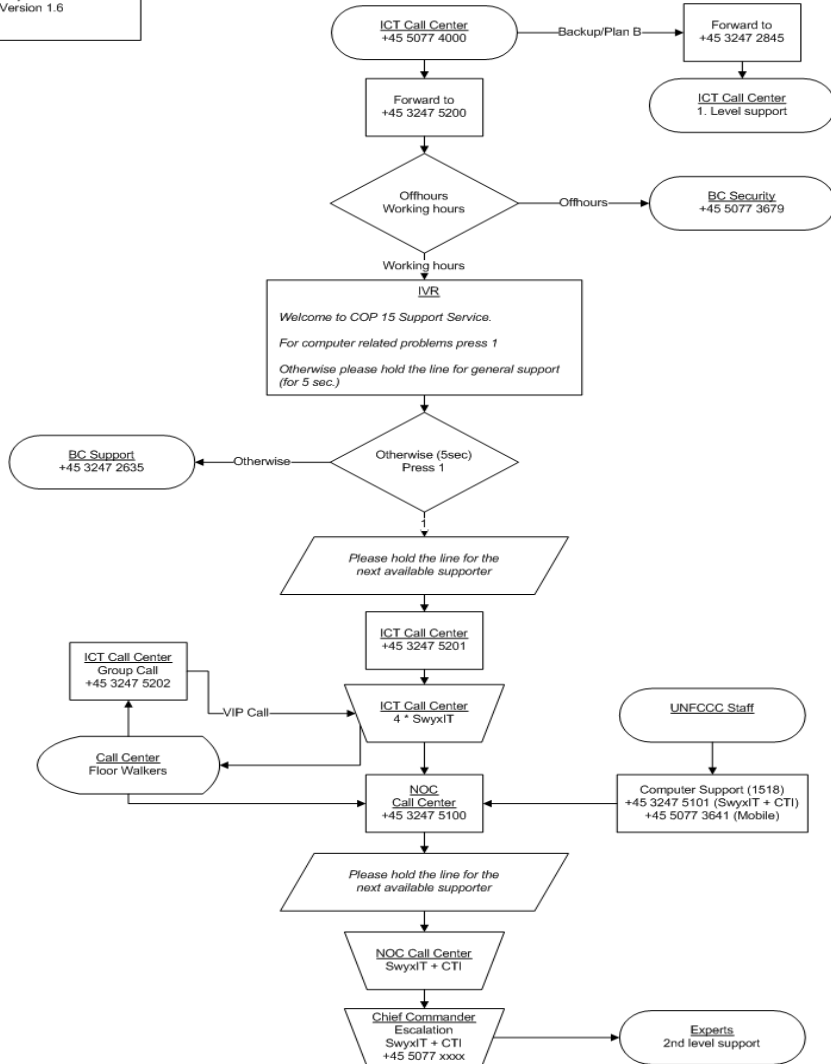 Version 1.6
ICT Call Center
+45 5077 4000
Backup/Plan B
Forward to
+45 3247 2845
Forward to
+45 3247 5200
ICT Call Center
1. Level support
Offhours
Working hours
Offhours
BC Security
+45 5077 3679
Working hours
IVR
Welcome to COP 15 Support Service.
For computer related problems press 1
Otherwise please hold the line for general support
(for 5 sec.)
BC Support
+45 3247 2635
Otherwise
Otherwise (5sec)
Press 1
1
Please hold the line for the
next available supporter
ICT Call Center
+45 3247 5201
ICT Call Center
Group Call
+45 3247 5202
VIP Call
ICT Call Center
4 * SwyxIT
UNFCCC Staff
Call Center
Floor Walkers
NOC
Call Center
+45 3247 5100
Computer Support (1518)
+45 3247 5101 (SwyxIT + CTI)
+45 5077 3641 (Mobile)
Please hold the line for the
next available supporter
NOC Call Center
SwyxIT + CTI
Chief Commander
Escalation
SwyxIT + CTI
+45 5077 xxxx
Experts
2nd level support